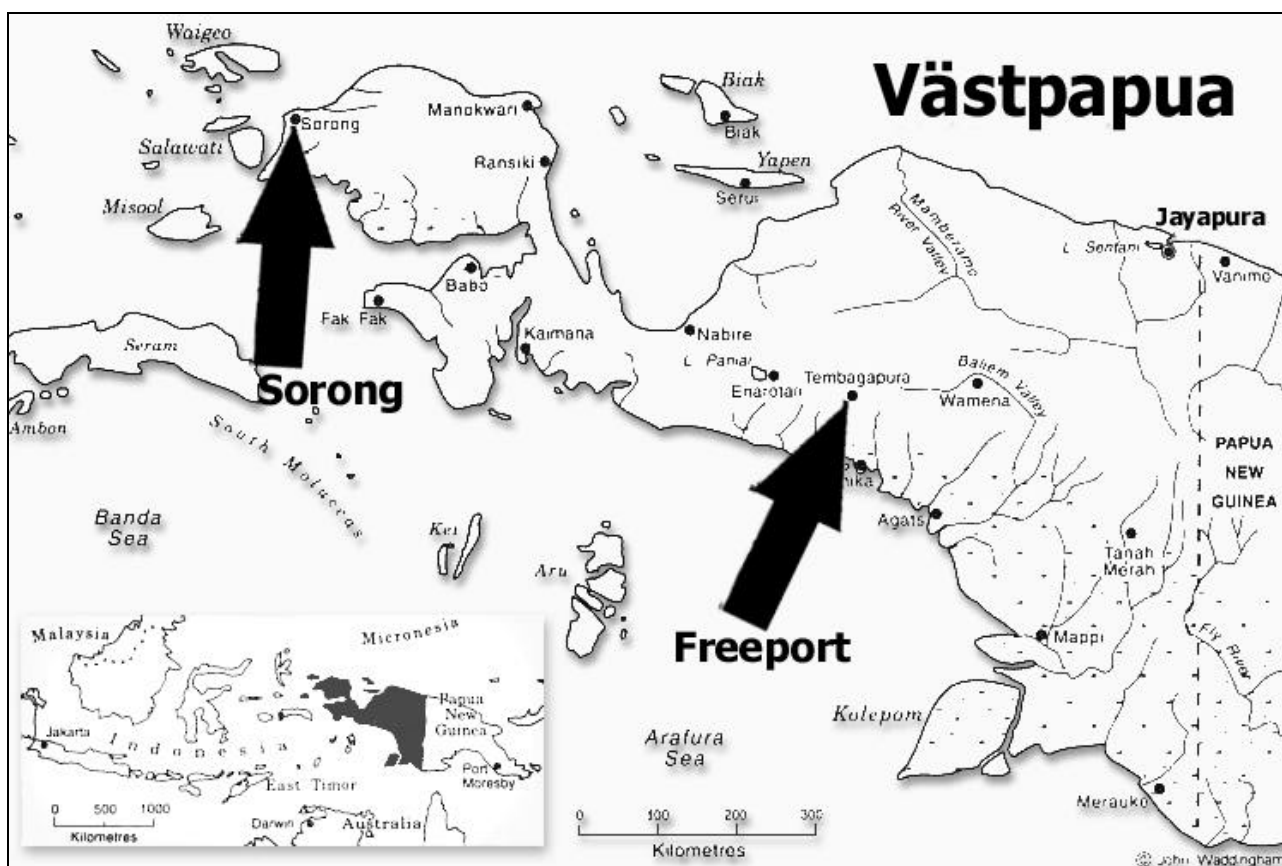 Waigeo
Biak
Västpapua
Manokwari
Sorong
Biak
Salawati
Ransiki
Yapen
Serui
Misool
Mamberamo
River Valley
Jayapura
L Sentani
Vanimo
Babo
Fak Fak
Kaimana
Nabire
Seram
L Paniai
Enarotali
Tembagapura
Baliem Valley
Wamena
Sorong
Ambon
South Moluccas
PAPUA
NEW
GUINEA
Agats
Banda
Sea
Kei
Aru
Tanah
Merah
Freeport
Mappi
Fly River
Malaysia
Micronesia
Papua
New
Guinea
Kolepom
Jakarta
Indonesia
Arafura
Sea
Port
Moresby
East Timor
Merauke
0 500 1000
Kilometres
Darwin
Australia
0 100 200 300
Kilometres
© John Waddingham